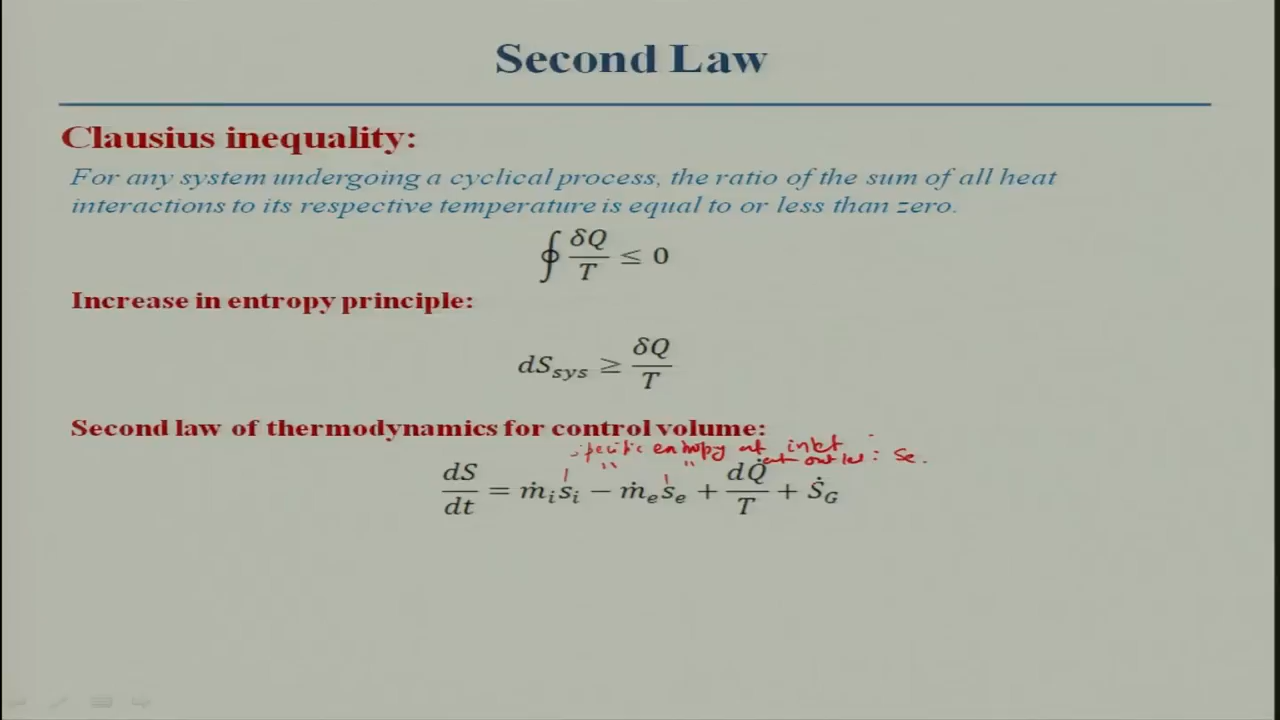 Second Law
Clausius inequality:
For any system undergoing a cyclical process, the ratio of the sum of all heat
interactions to its respective temperature is equal to or less than zero.
∮ δQ/T ≤ 0
Increase in entropy principle:
dS_sys ≥ δQ/T
Second law of thermodynamics for control volume:
specific entropy at inlet
" " at outlet : se.
dS/dt = ṁ_i s_i − ṁ_e s_e + dQ̇/T + Ṡ_G